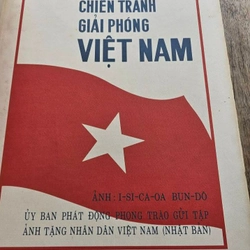 CHIẾN TRANH
GIẢI PHÓNG
VIỆT NAM
ẢNH : I-SI-CA-OA BUN-DÔ
ỦY BAN PHÁT ĐỘNG PHONG TRÀO GỬI TẬP
ẢNH TẶNG NHÂN DÂN VIỆT NAM (NHẬT BẢN)